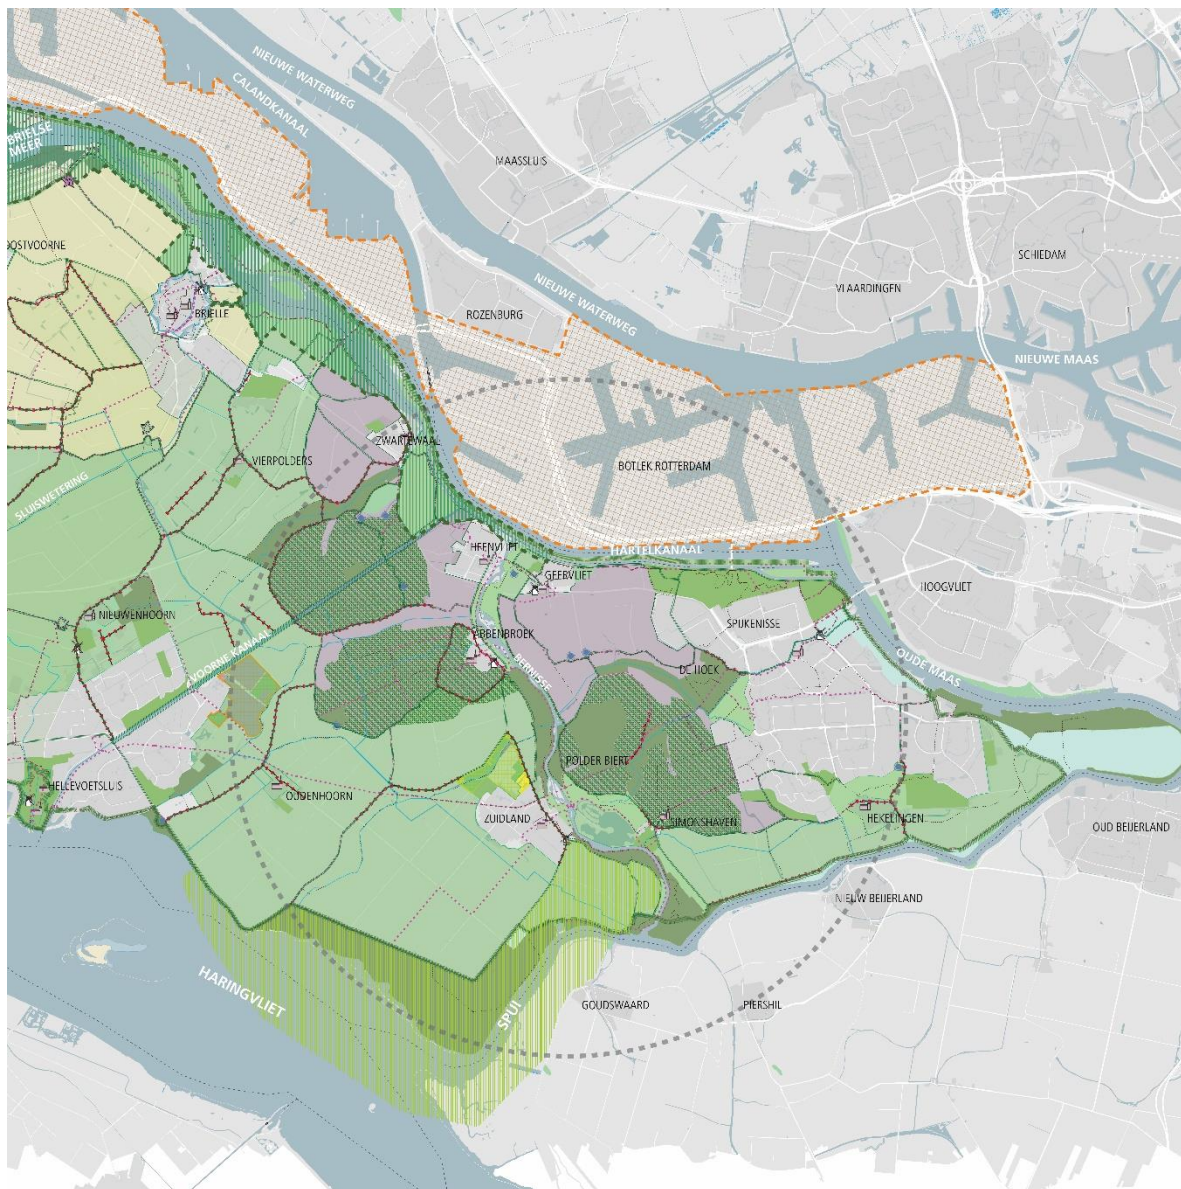 NIEUWE WATERWEG
CALANDKANAAL
BRIELSE
MEER
MAASSLUIS
OOSTVOORNE
SCHIEDAM
VLAARDINGEN
NIEUWE WATERWEG
ROZENBURG
BRIELLE
NIEUWE MAAS
ZWARTEWAAL
VIERPOLDERS
BOTLEK ROTTERDAM
SLUISWETERING
HEENVLIET
HARTELKANAAL
GEERVLIET
HOOGVLIET
NIEUWENHOORN
SPIJKENISSE
ABBENBROEK
BERNISSE
OUDE MAAS
DE HOEK
VOORNE KANAAL
POLDER BIERT
HELLEVOETSLUIS
OUDENHOORN
ZUIDLAND
SIMONSHAVEN
HEKELINGEN
OUD BEIJERLAND
NIEUW BEIJERLAND
HARINGVLIET
SPUI
GOUDSWAARD
PIERSHIL